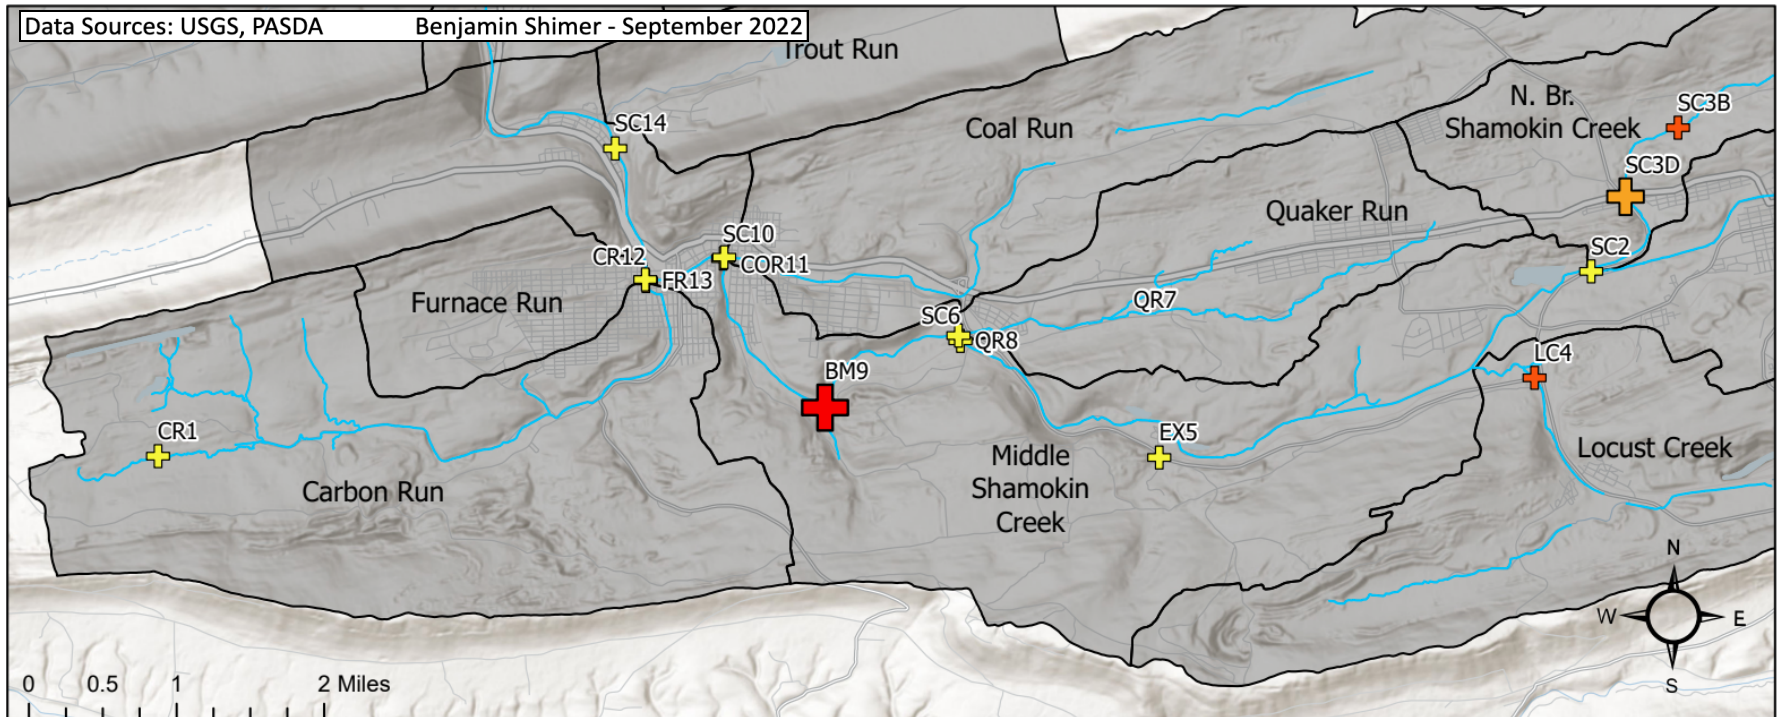 Data Sources: USGS, PASDA Benjamin Shimer - September 2022
Trout Run
N. Br.
Shamokin Creek
SC3B
SC14
Coal Run
SC3D
Quaker Run
SC10
SC2
CR12
COR11
FR13
Furnace Run
QR7
SC6
QR8
LC4
BM9
CR1
EX5
Middle
Shamokin
Creek
Locust Creek
Carbon Run
N
W E
S
0 0.5 1 2 Miles